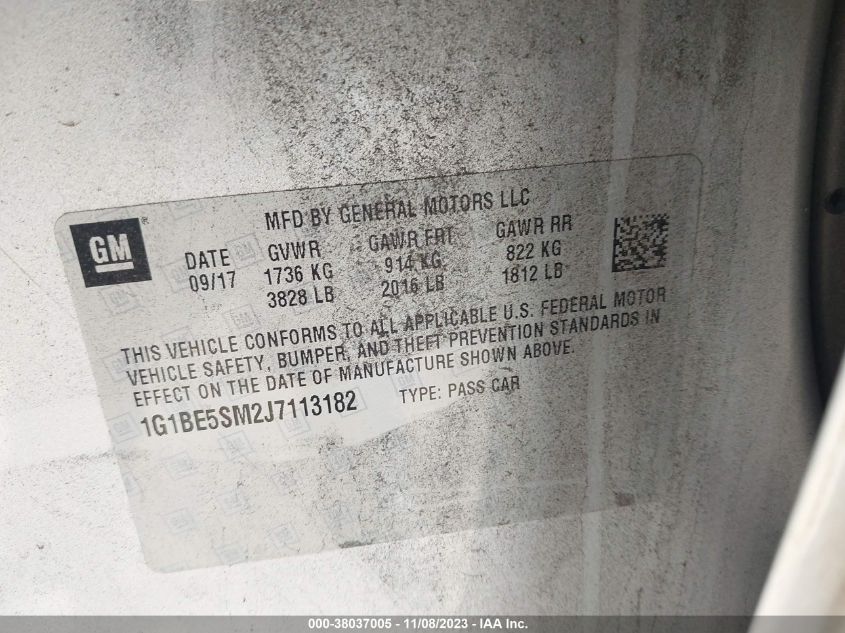 MFD BY GENERAL MOTORS LLC
GM®
DATE GVWR GAWR FRT GAWR RR
09/17 1736 KG 914 KG 822 KG
3828 LB 2016 LB 1812 LB
THIS VEHICLE CONFORMS TO ALL APPLICABLE U.S. FEDERAL MOTOR
VEHICLE SAFETY, BUMPER, AND THEFT PREVENTION STANDARDS IN
EFFECT ON THE DATE OF MANUFACTURE SHOWN ABOVE.
1G1BE5SM2J7113182 TYPE: PASS CAR
000-38037005 - 11/08/2023 - IAA Inc.